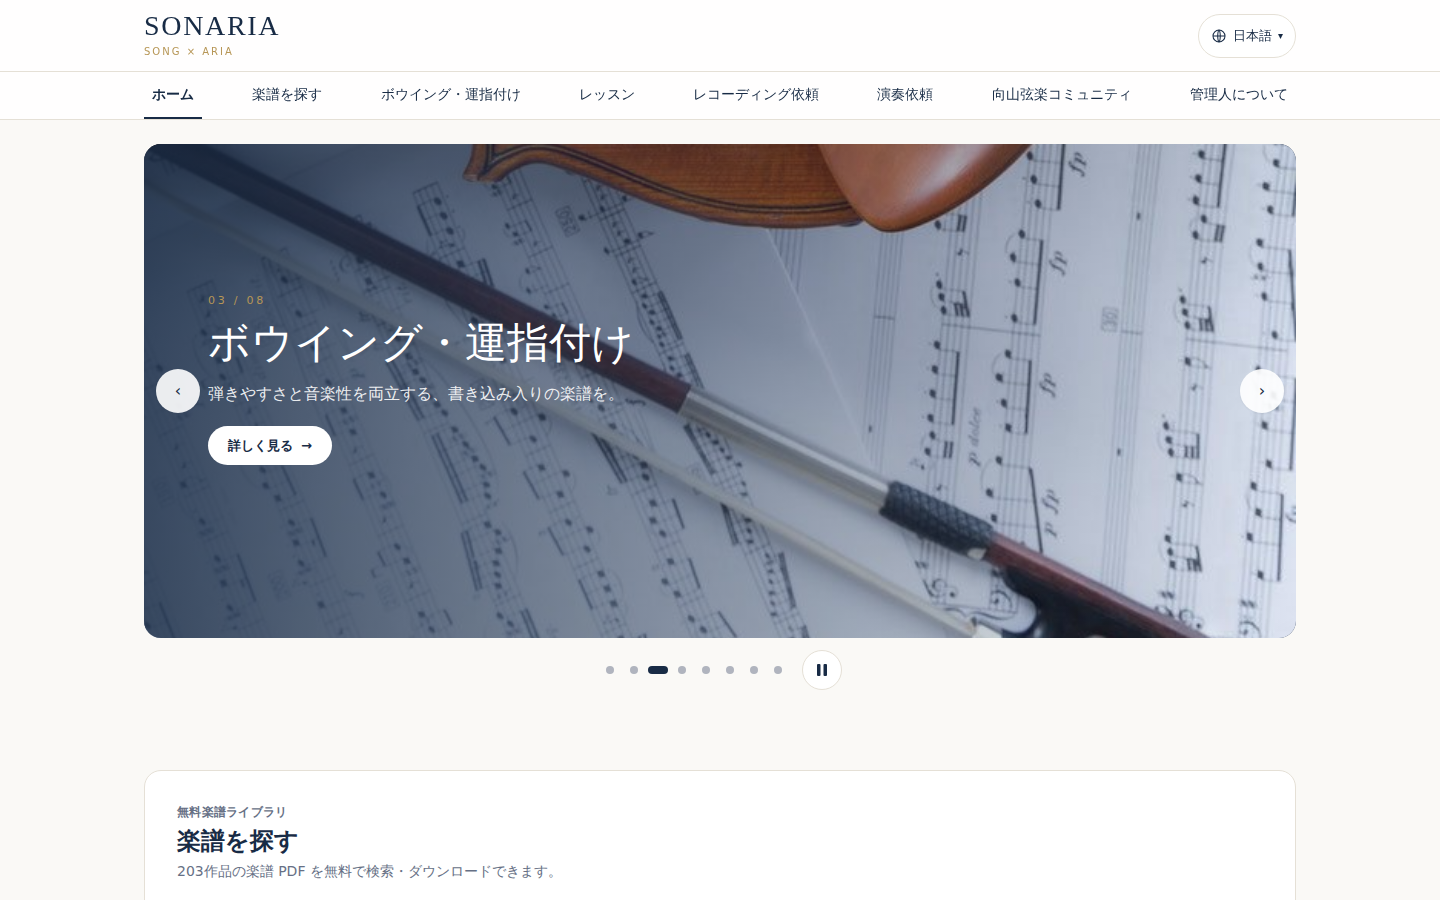 SONARIA
SONG × ARIA
日本語 ▾
ホーム
楽譜を探す
ボウイング・運指付け
レッスン
レコーディング依頼
演奏依頼
向山弦楽コミュニティ
管理人について
03 / 08
ボウイング・運指付け
弾きやすさと音楽性を両立する、書き込み入りの楽譜を。
‹
›
詳しく見る →
fp
fp
fp
fp
p dolce
p fp
無料楽譜ライブラリ
楽譜を探す
203作品の楽譜 PDF を無料で検索・ダウンロードできます。